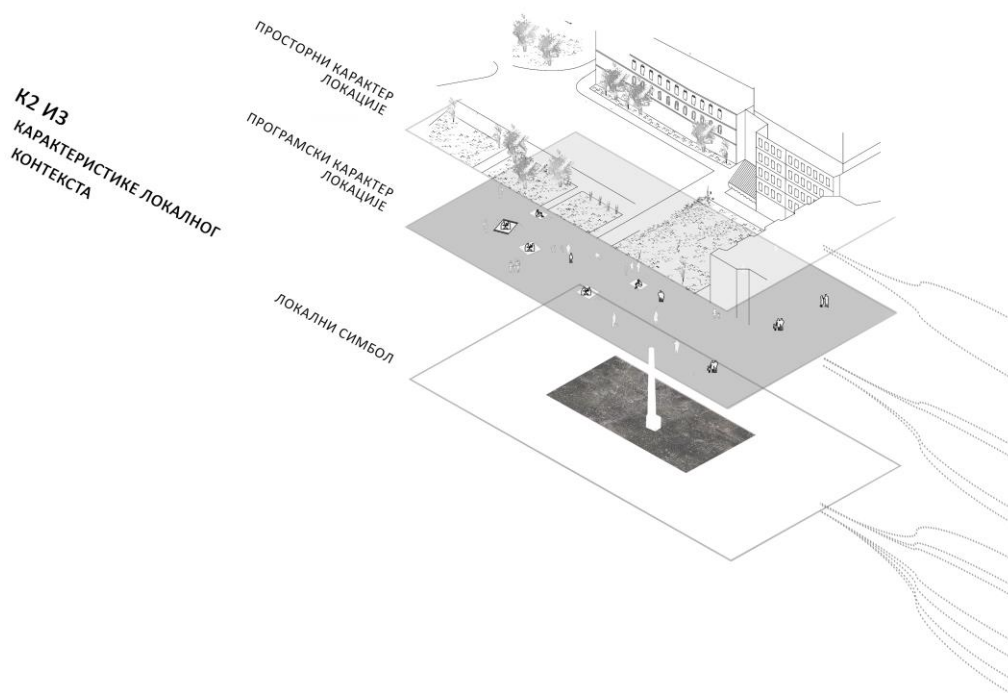 К2 ИЗ
КАРАКТЕРИСТИКЕ ЛОКАЛНОГ
КОНТЕКСТА
ПРОСТОРНИ КАРАКТЕР
ЛОКАЦИЈЕ
ПРОГРАМСКИ КАРАКТЕР
ЛОКАЦИЈЕ
ЛОКАЛНИ СИМБОЛ